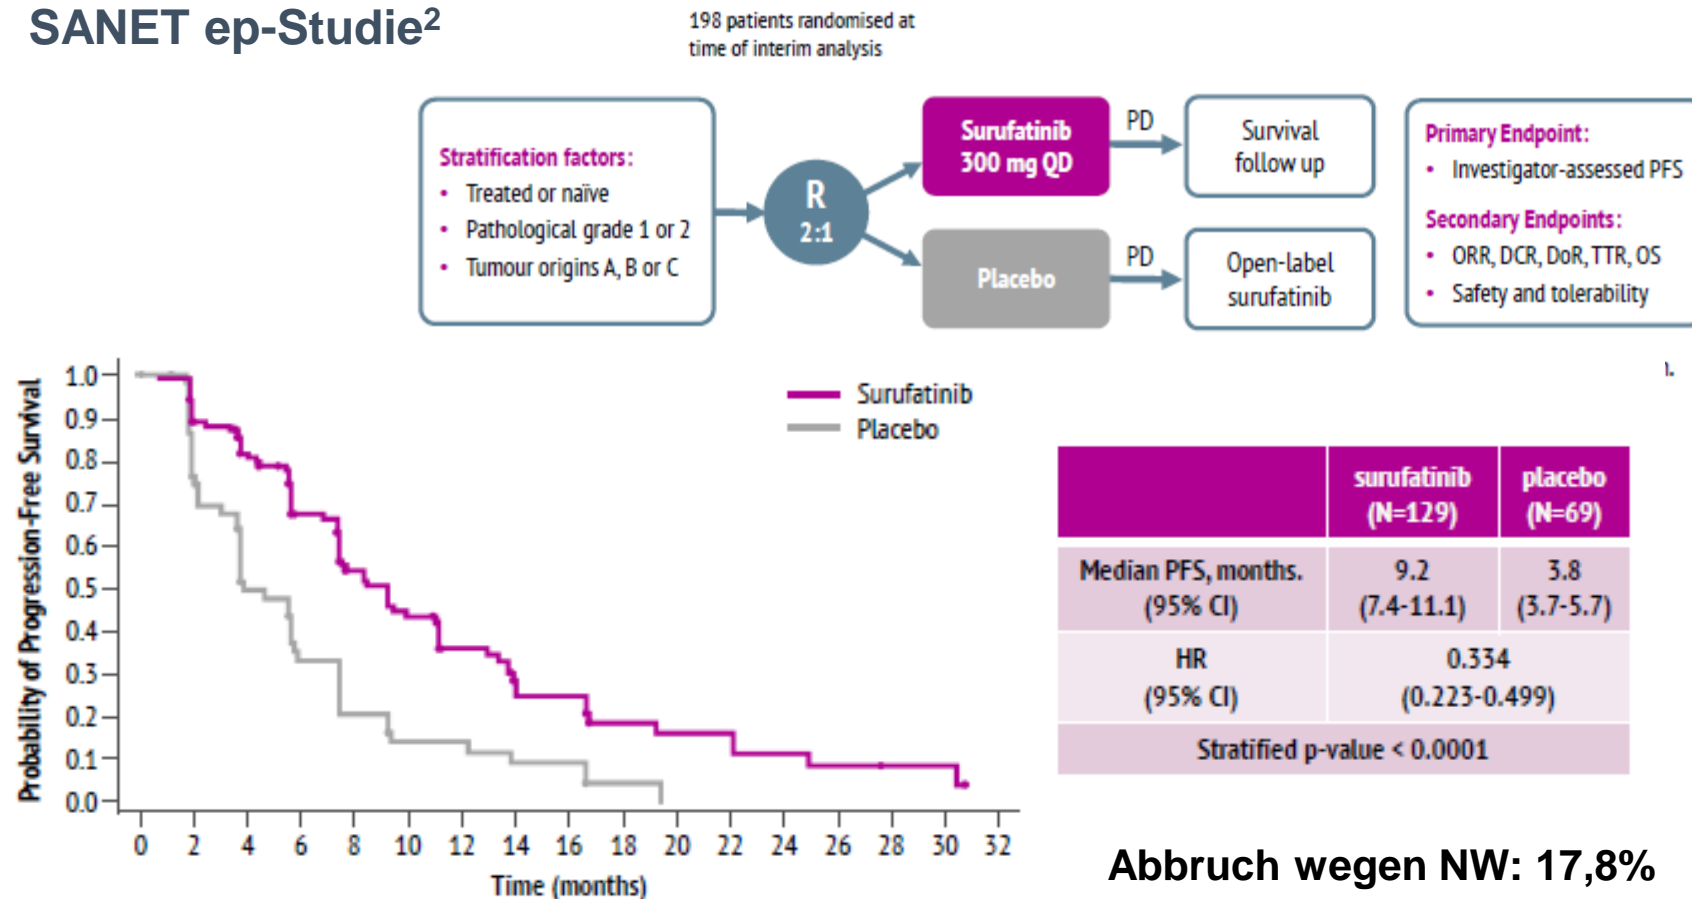 SANET ep-Studie²
198 patients randomised at
time of interim analysis
Stratification factors:
• Treated or naïve
• Pathological grade 1 or 2
• Tumour origins A, B or C
R
2:1
Surufatinib
300 mg QD
Placebo
PD
PD
Survival
follow up
Open-label
surufatinib
Primary Endpoint:
• Investigator-assessed PFS
Secondary Endpoints:
• ORR, DCR, DoR, TTR, OS
• Safety and tolerability
Probability of Progression-Free Survival
1.0
0.9
0.8
0.7
0.6
0.5
0.4
0.3
0.2
0.1
0.0
0 2 4 6 8 10 12 14 16 18 20 22 24 26 28 30 32
Time (months)
Surufatinib
Placebo
surufatinib placebo
(N=129) (N=69)
Median PFS, months. 9.2 3.8
(95% CI) (7.4-11.1) (3.7-5.7)
HR 0.334
(95% CI) (0.223-0.499)
Stratified p-value < 0.0001
Abbruch wegen NW: 17,8%